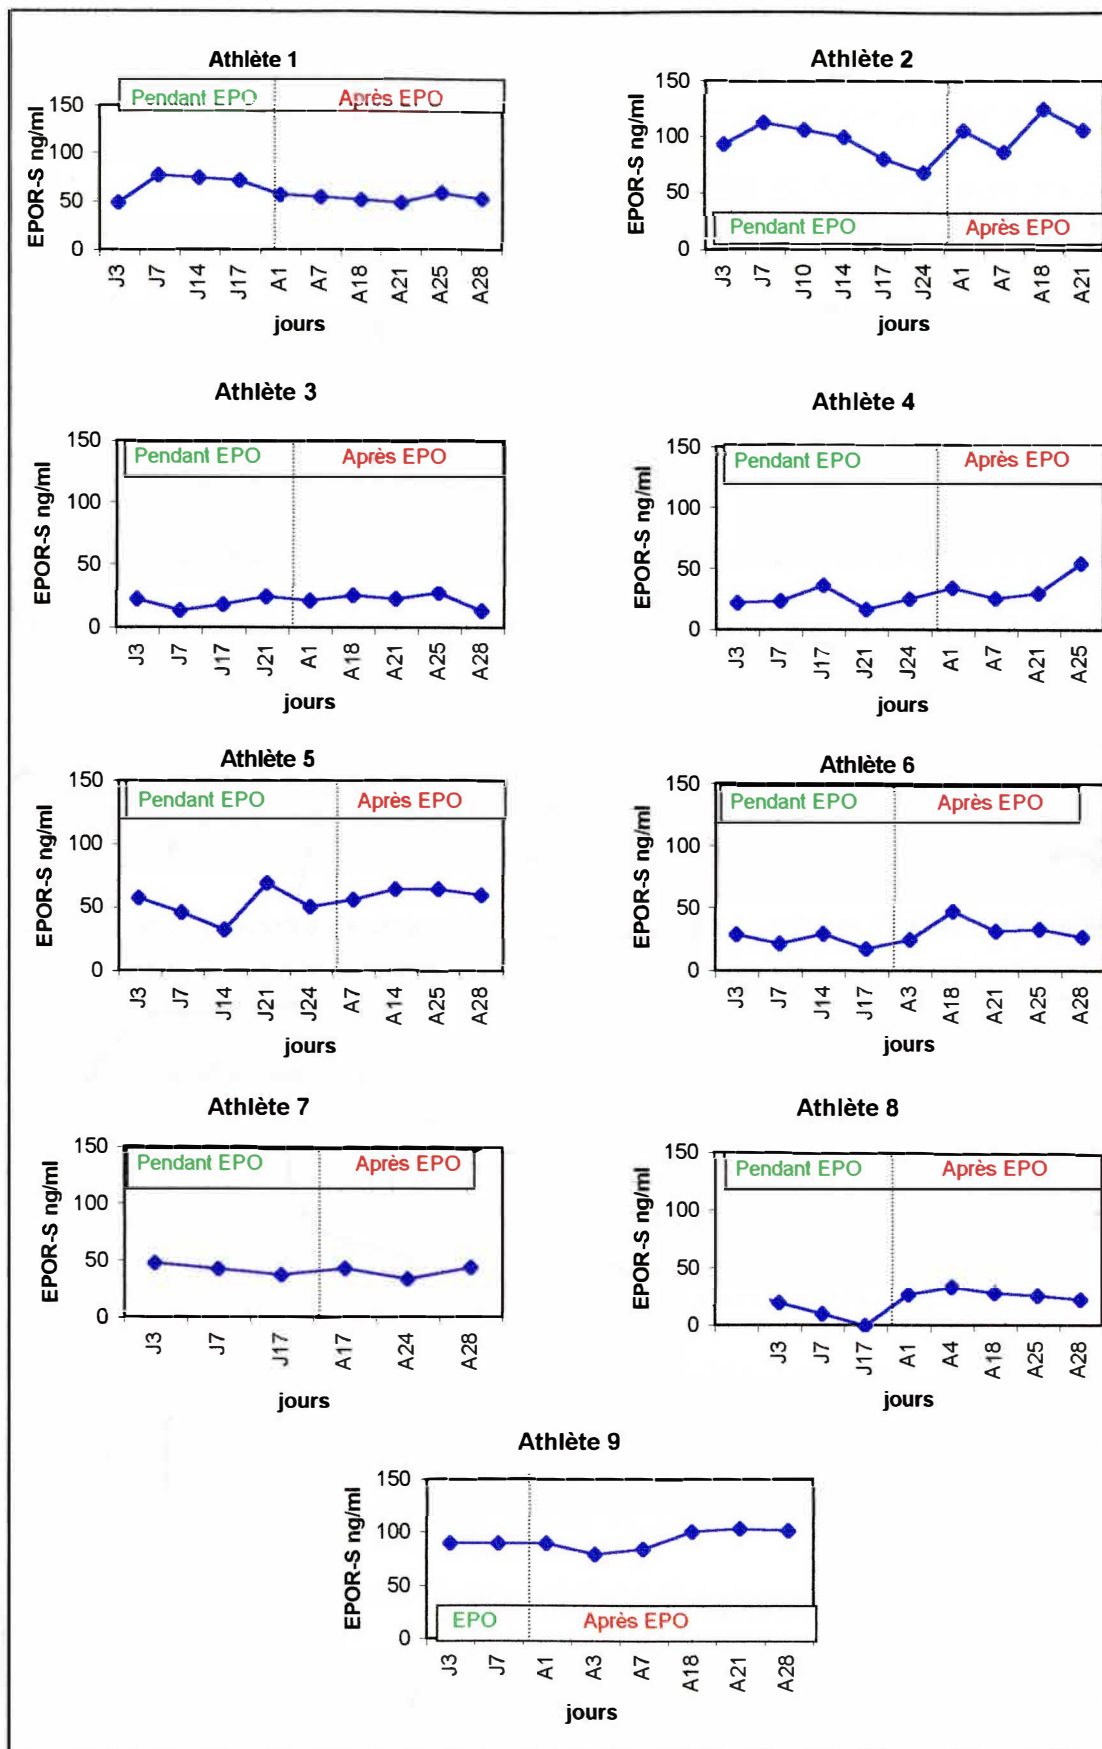 Athlète 1
Pendant EPO Après EPO
EPOR-S ng/ml
150
100
50
0
J3 J7 J14 J17 A1 A7 A18 A21 A25 A28
jours
Athlète 2
EPOR-S ng/ml
150
100
50
0
Pendant EPO Après EPO
J3 J7 J10 J14 J17 J24 A1 A7 A18 A21
jours
Athlète 3
Pendant EPO Après EPO
EPOR-S ng/ml
150
100
50
0
J3 J7 J17 J21 A1 A18 A21 A25 A28
jours
Athlète 4
Pendant EPO Après EPO
EPOR-S ng/ml
150
100
50
0
J3 J7 J17 J21 J24 A1 A7 A21 A25
jours
Athlète 5
Pendant EPO Après EPO
EPOR-S ng/ml
150
100
50
0
J3 J7 J14 J21 J24 A7 A14 A25 A28
jours
Athlète 6
Pendant EPO Après EPO
EPOR-S ng/ml
150
100
50
0
J3 J7 J14 J17 A3 A18 A21 A25 A28
jours
Athlète 7
Pendant EPO Après EPO
EPOR-S ng/ml
150
100
50
0
J3 J7 J17 A17 A24 A28
jours
Athlète 8
Pendant EPO Après EPO
EPOR-S ng/ml
150
100
50
0
J3 J7 J17 A1 A4 A18 A25 A28
jours
Athlète 9
EPOR-S ng/ml
150
100
50
0
EPO Après EPO
J3 J7 A1 A3 A7 A18 A21 A28
jours